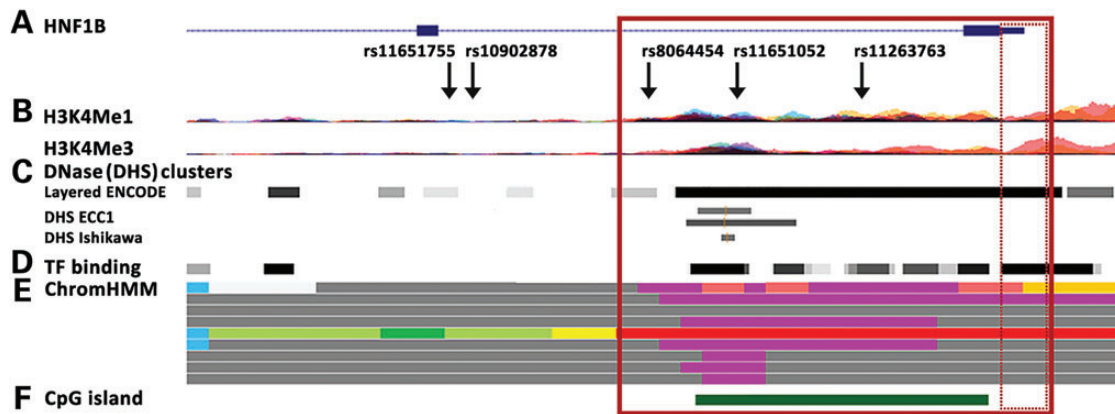 A HNF1B
rs11651755 rs10902878 rs8064454 rs11651052 rs11263763
B H3K4Me1
H3K4Me3
C DNase (DHS) clusters
Layered ENCODE
DHS ECC1
DHS Ishikawa
D TF binding
E ChromHMM
F CpG island